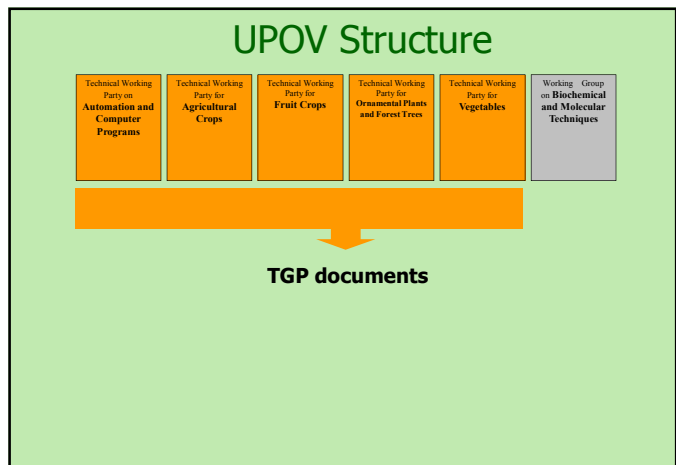 UPOV Structure
Technical Working
Party on
Automation and
Computer
Programs
Technical Working
Party for
Agricultural
Crops
Technical Working
Party for
Fruit Crops
Technical Working
Party for
Ornamental Plants
and Forest Trees
Technical Working
Party for
Vegetables
Working Group
on Biochemical
and Molecular
Techniques
TGP documents